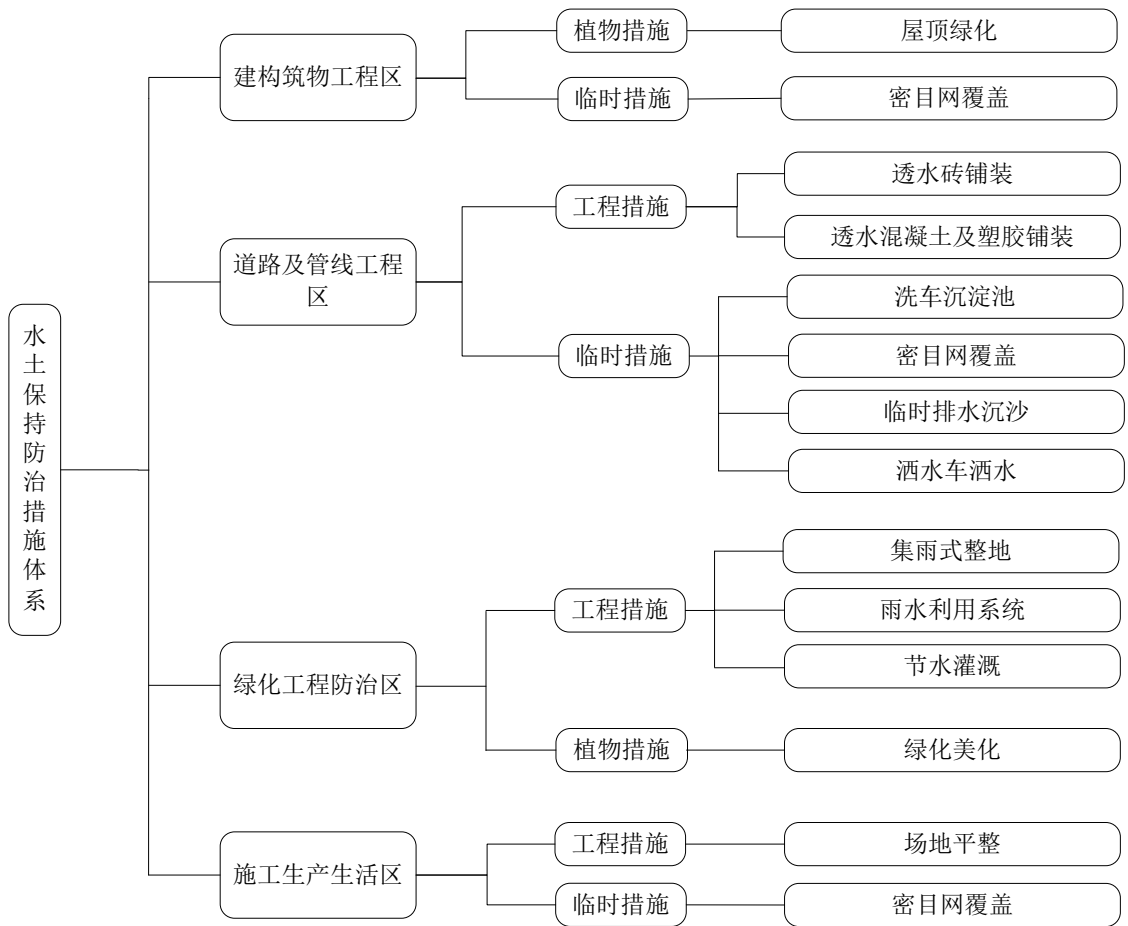 水土保持防治措施体系
建构筑物工程区
植物措施
屋顶绿化
临时措施
密目网覆盖
道路及管线工程
区
工程措施
透水砖铺装
透水混凝土及塑胶铺装
临时措施
洗车沉淀池
密目网覆盖
临时排水沉沙
洒水车洒水
绿化工程防治区
工程措施
集雨式整地
雨水利用系统
节水灌溉
植物措施
绿化美化
施工生产生活区
工程措施
场地平整
临时措施
密目网覆盖